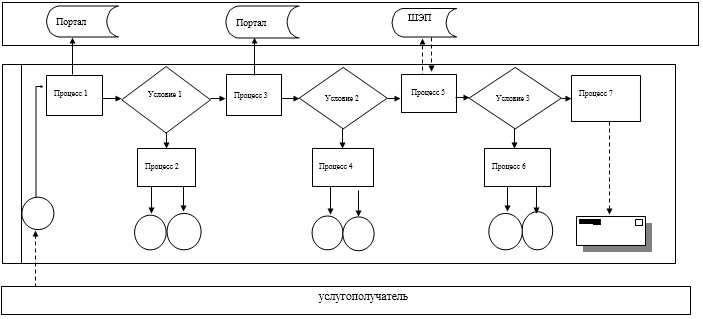 Портал
Портал
ШЭП
Процесс 1
Условие 1
Процесс 3
Условие 2
Процесс 5
Условие 3
Процесс 7
Процесс 2
Процесс 4
Процесс 6
услугополучатель